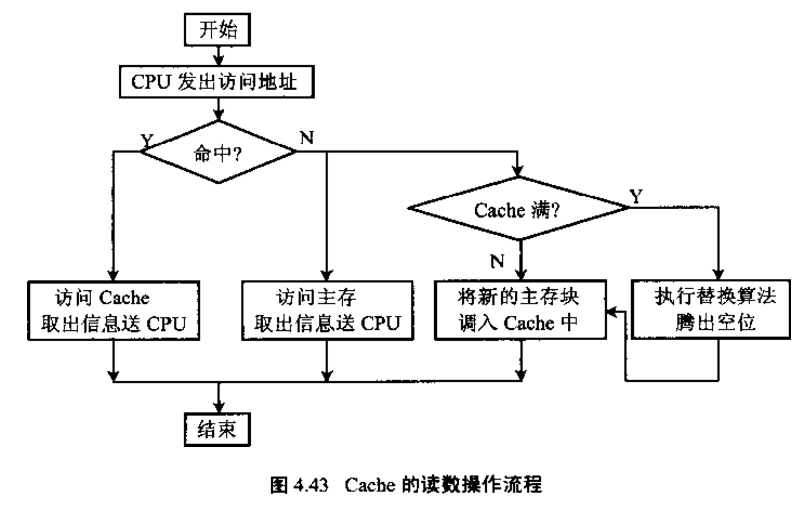 开始
CPU 发出访问地址
命中?
Y
N
Cache 满?
Y
N
访问 Cache
取出信息送 CPU
访问主存
取出信息送 CPU
将新的主存块
调入 Cache 中
执行替换算法
腾出空位
结束
图 4.43 Cache 的读数操作流程